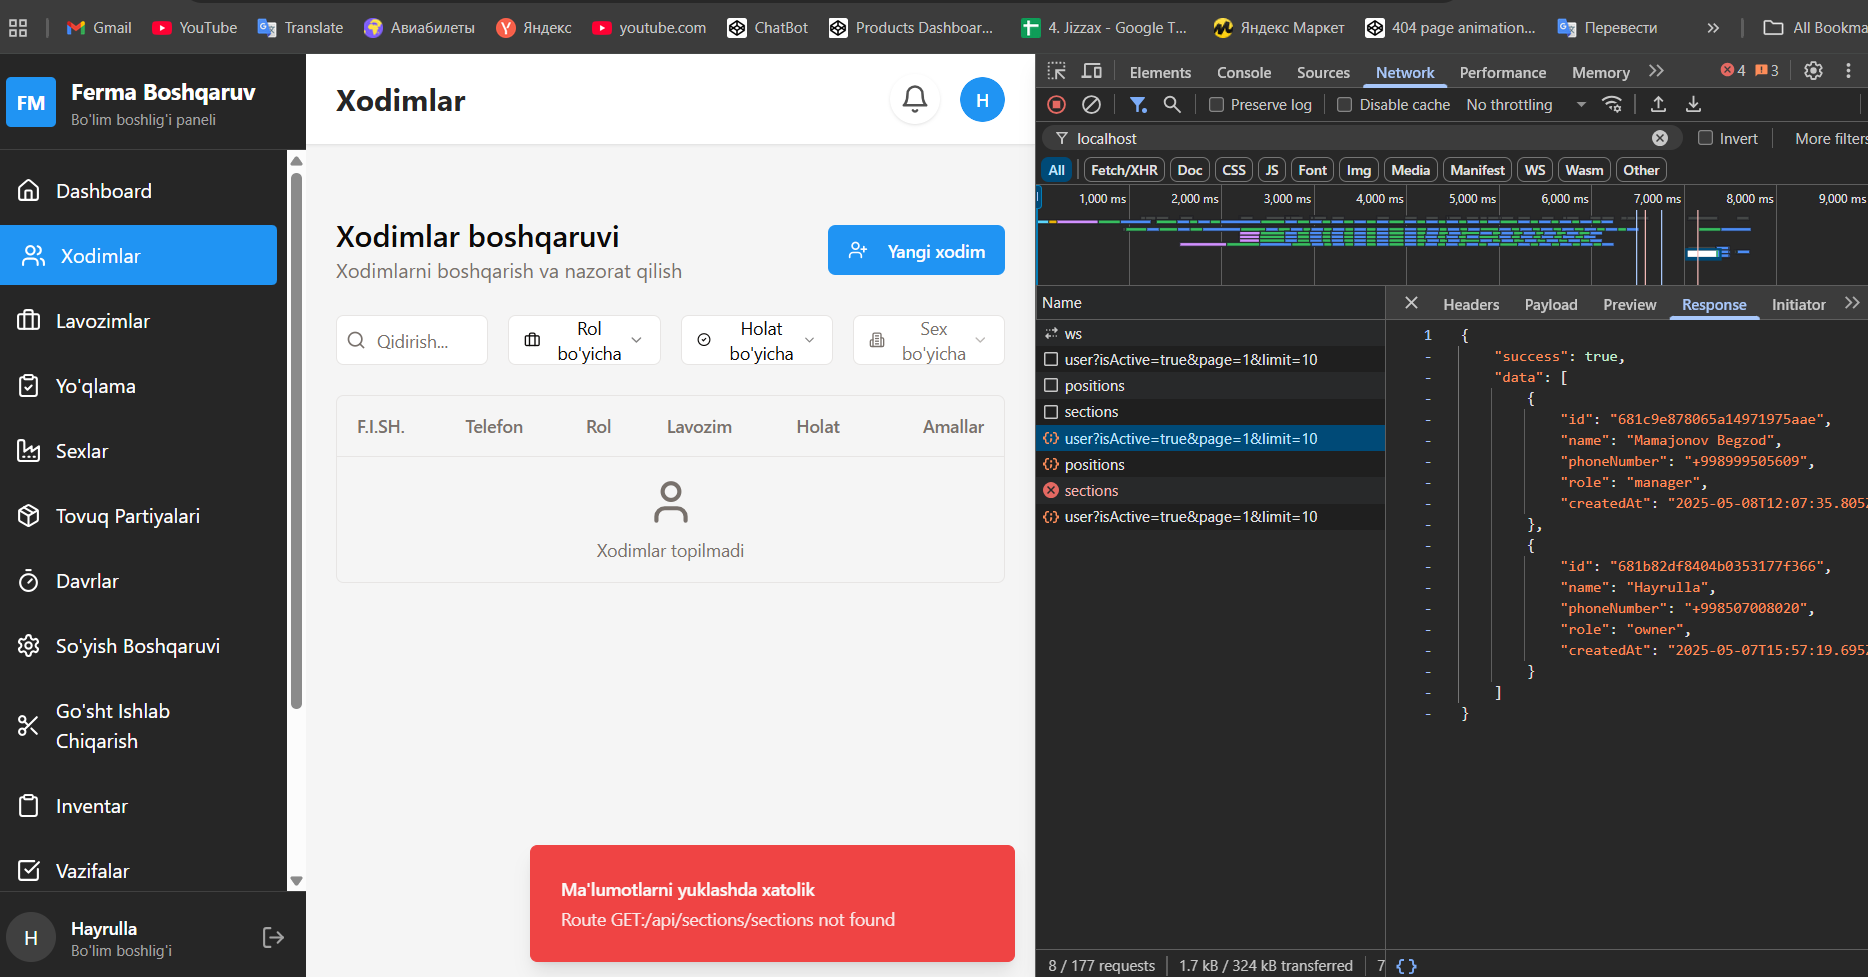 Gmail
YouTube
Translate
Авиабилеты
Яндекс
youtube.com
ChatBot
Products Dashboar...
4. Jizzax - Google T...
Яндекс Маркет
404 page animation...
Перевести
All Bookma
FM
Ferma Boshqaruv
Bo'lim boshlig'i paneli
Dashboard
Xodimlar
Lavozimlar
Yo'qlama
Sexlar
Tovuq Partiyalari
Davrlar
So'yish Boshqaruvi
Go'sht Ishlab
Chiqarish
Inventar
Vazifalar
H
Hayrulla
Bo'lim boshlig'i
Xodimlar
H
Xodimlar boshqaruvi
Xodimlarni boshqarish va nazorat qilish
Yangi xodim
Qidirish...
Rol
bo'yicha
Holat
bo'yicha
Sex
bo'yicha
F.I.SH. Telefon Rol Lavozim Holat Amallar
Xodimlar topilmadi
Ma'lumotlarni yuklashda xatolik
Route GET:/api/sections/sections not found
Elements Console Sources Network Performance Memory 4 3
Preserve log Disable cache No throttling
localhost Invert More filters
All Fetch/XHR Doc CSS JS Font Img Media Manifest WS Wasm Other
1,000 ms 2,000 ms 3,000 ms 4,000 ms 5,000 ms 6,000 ms 7,000 ms 8,000 ms 9,000 ms
Name
ws
user?isActive=true&page=1&limit=10
positions
sections
user?isActive=true&page=1&limit=10
positions
sections
user?isActive=true&page=1&limit=10
Headers Payload Preview Response Initiator
1 {
- "success": true,
- "data": [
- {
- "id": "681c9e878065a14971975aae",
- "name": "Mamajonov Begzod",
- "phoneNumber": "+998999505609",
- "role": "manager",
- "createdAt": "2025-05-08T12:07:35.805Z
- },
- {
- "id": "681b82df8404b0353177f366",
- "name": "Hayrulla",
- "phoneNumber": "+998507008020",
- "role": "owner",
- "createdAt": "2025-05-07T15:57:19.695Z
- }
- ]
- }
8 / 177 requests 1.7 kB / 324 kB transferred 7 {}